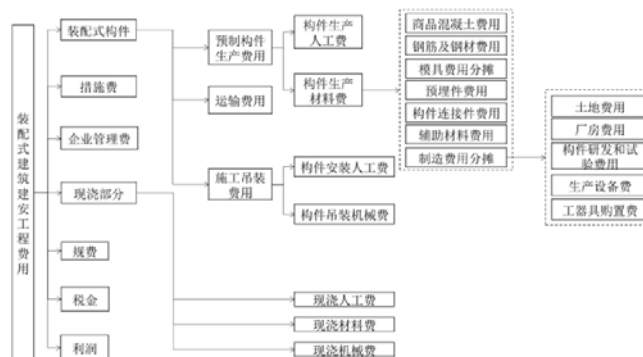 装配式建筑建安工程费用
装配式构件
措施费
企业管理费
现浇部分
规费
税金
利润
预制构件
生产费用
运输费用
施工吊装
费用
构件生产
人工费
构件生产
材料费
构件安装人工费
构件吊装机械费
现浇人工费
现浇材料费
现浇机械费
商品混凝土费用
钢筋及钢材费用
模具费用分摊
预埋件费用
构件连接件费用
辅助材料费用
制造费用分摊
土地费用
厂房费用
构件研发和试
验费用
生产设备费
工器具购置费